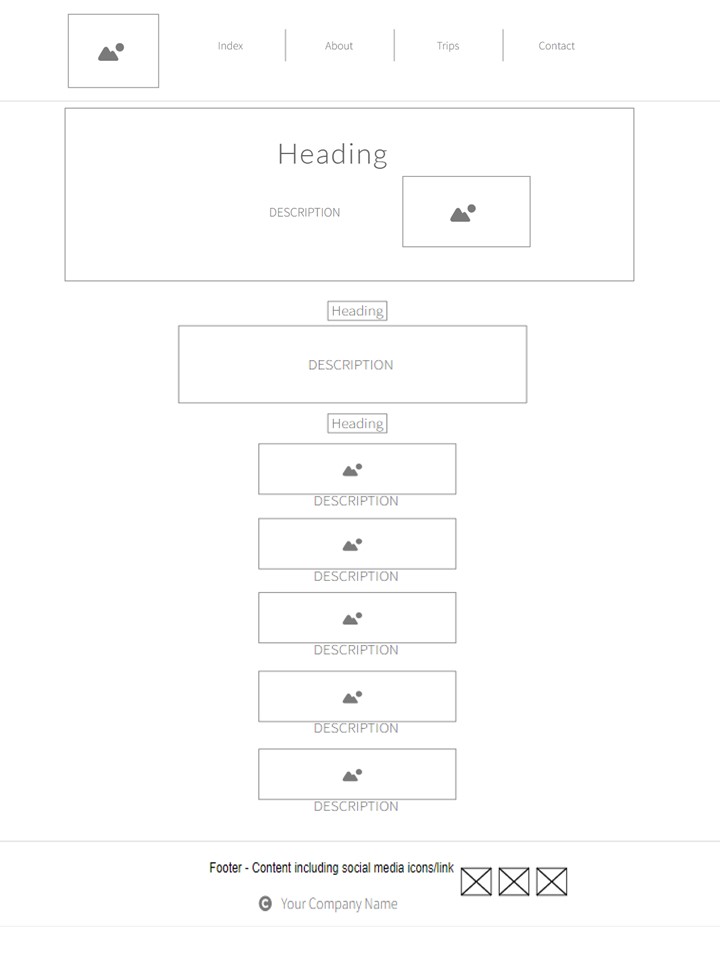 Index
About
Trips
Contact
Heading
DESCRIPTION
Heading
DESCRIPTION
Heading
DESCRIPTION
DESCRIPTION
DESCRIPTION
DESCRIPTION
DESCRIPTION
Footer - Content including social media icons/link
© Your Company Name